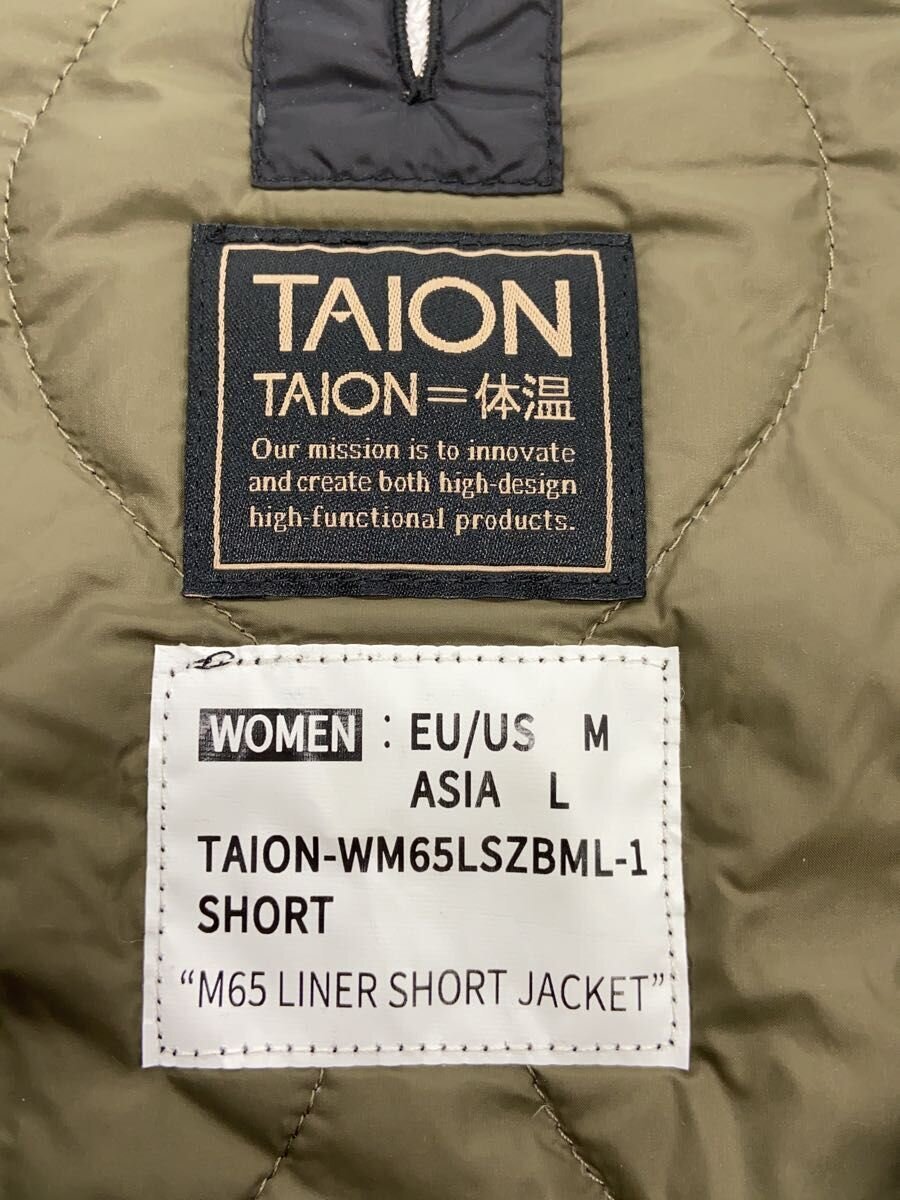 TAION
TAION=体温
Our mission is to innovate
and create both high-design
high-functional products.
WOMEN : EU/US M
ASIA L
TAION-WM65LSZBML-1
SHORT
“M65 LINER SHORT JACKET”